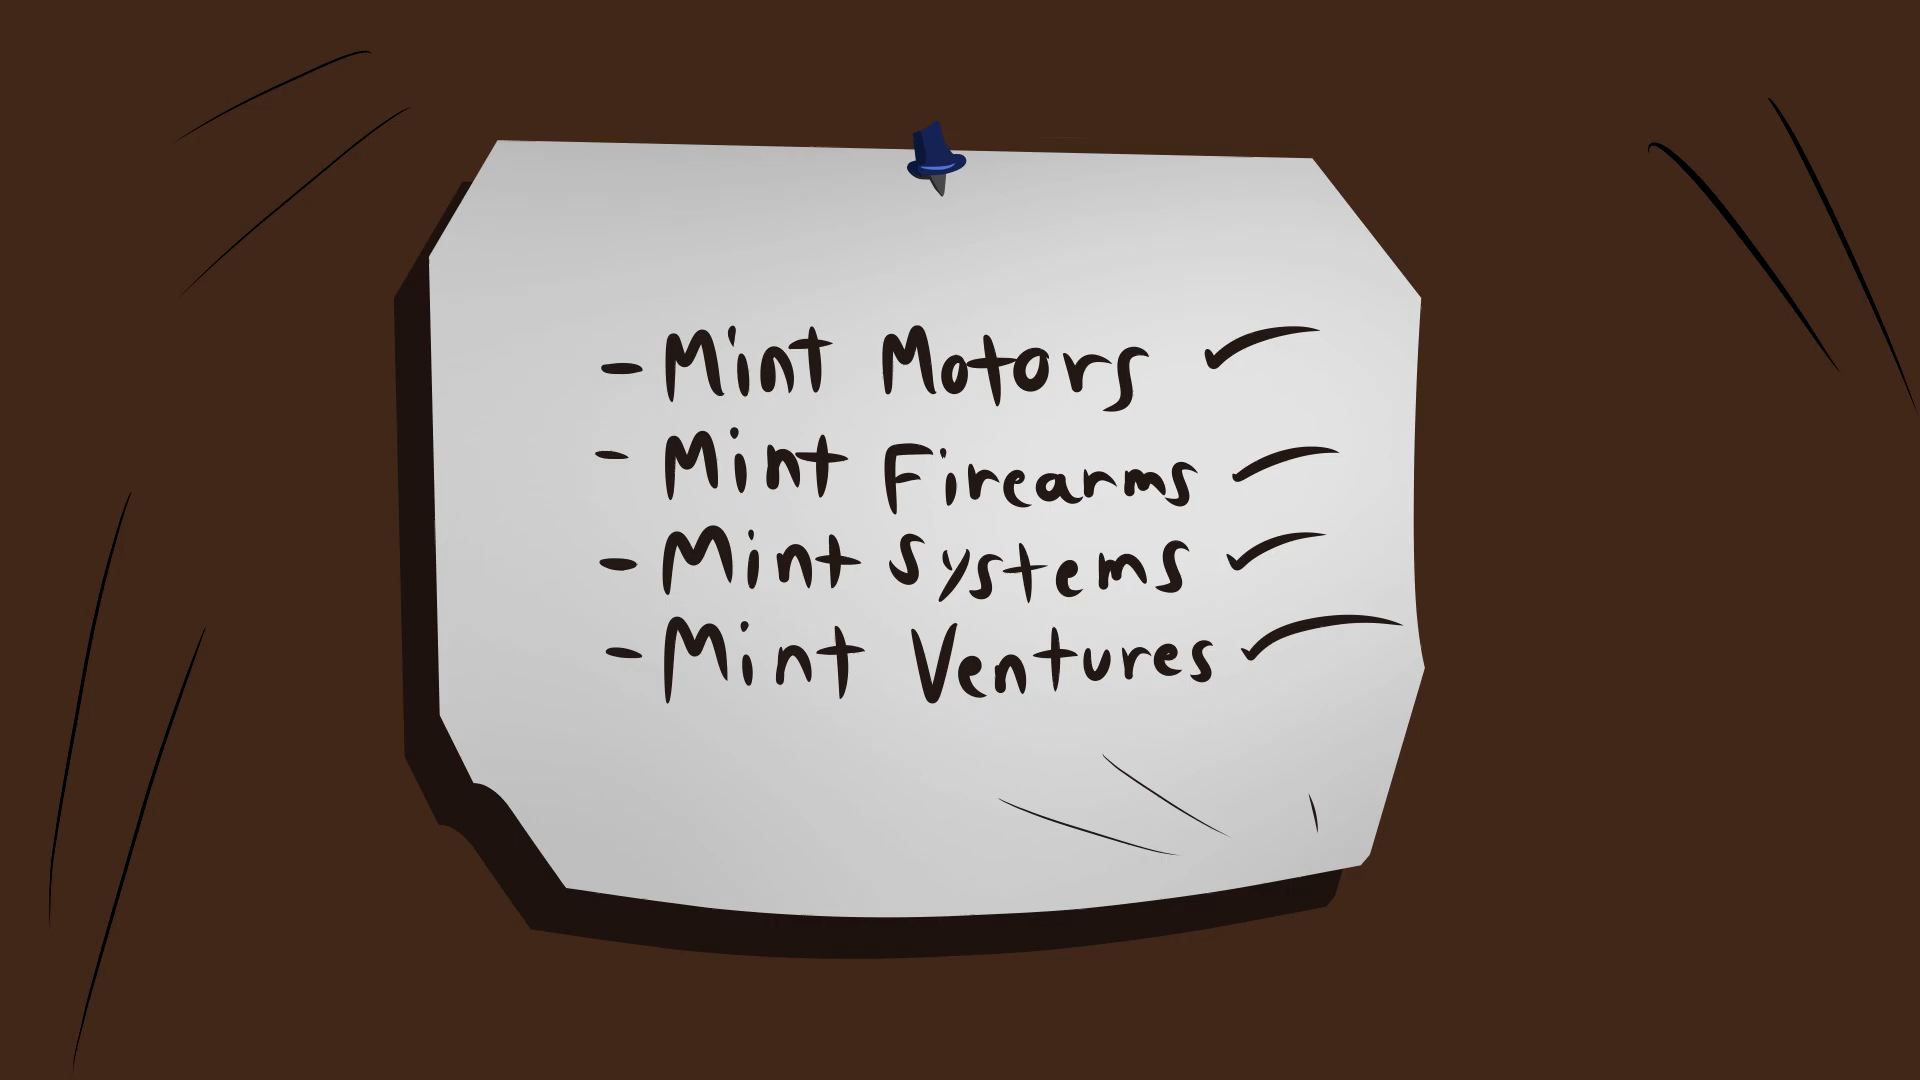 - Mint Motors ✓
- Mint Firearms ✓
- Mint Systems ✓
- Mint Ventures ✓